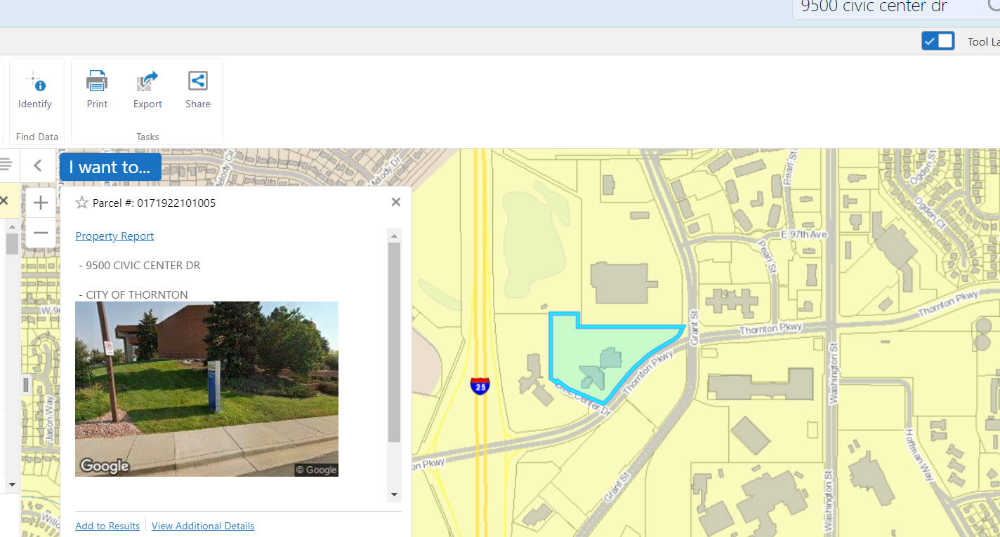 9500 civic center dr
Tool La
Identify
Print
Export
Share
Find Data
Tasks
I want to...
Parcel #: 0171922101005
Property Report
- 9500 CIVIC CENTER DR
- CITY OF THORNTON
Google
© Google
Add to Results
View Additional Details
Melody Dr
Pearl St
Ogden St
Ogden Ct
E 97th Ave
Pearl St
W 96
Thornton Pkwy
Grant St
Thornton Pkwy
Thornton Pkwy
Washington St
25
Civic Center Dr
Jason Way
on Pkwy
Hoffman Way
Grant St
Washington St
Willo